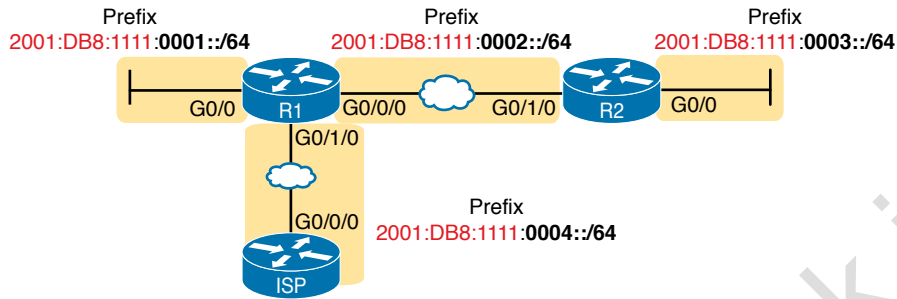 Prefix
2001:DB8:1111:0001::/64
Prefix
2001:DB8:1111:0002::/64
Prefix
2001:DB8:1111:0003::/64
G0/0
R1
G0/0/0
G0/1/0
R2
G0/0
G0/1/0
G0/0/0
ISP
Prefix
2001:DB8:1111:0004::/64